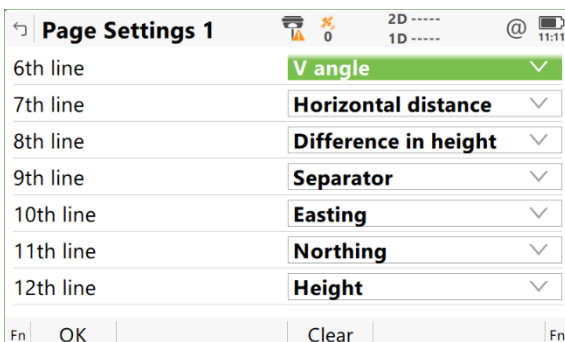 Page Settings 1 0 2D ----- 1D ----- @ 11:11
6th line V angle
7th line Horizontal distance
8th line Difference in height
9th line Separator
10th line Easting
11th line Northing
12th line Height
Fn OK Clear Fn